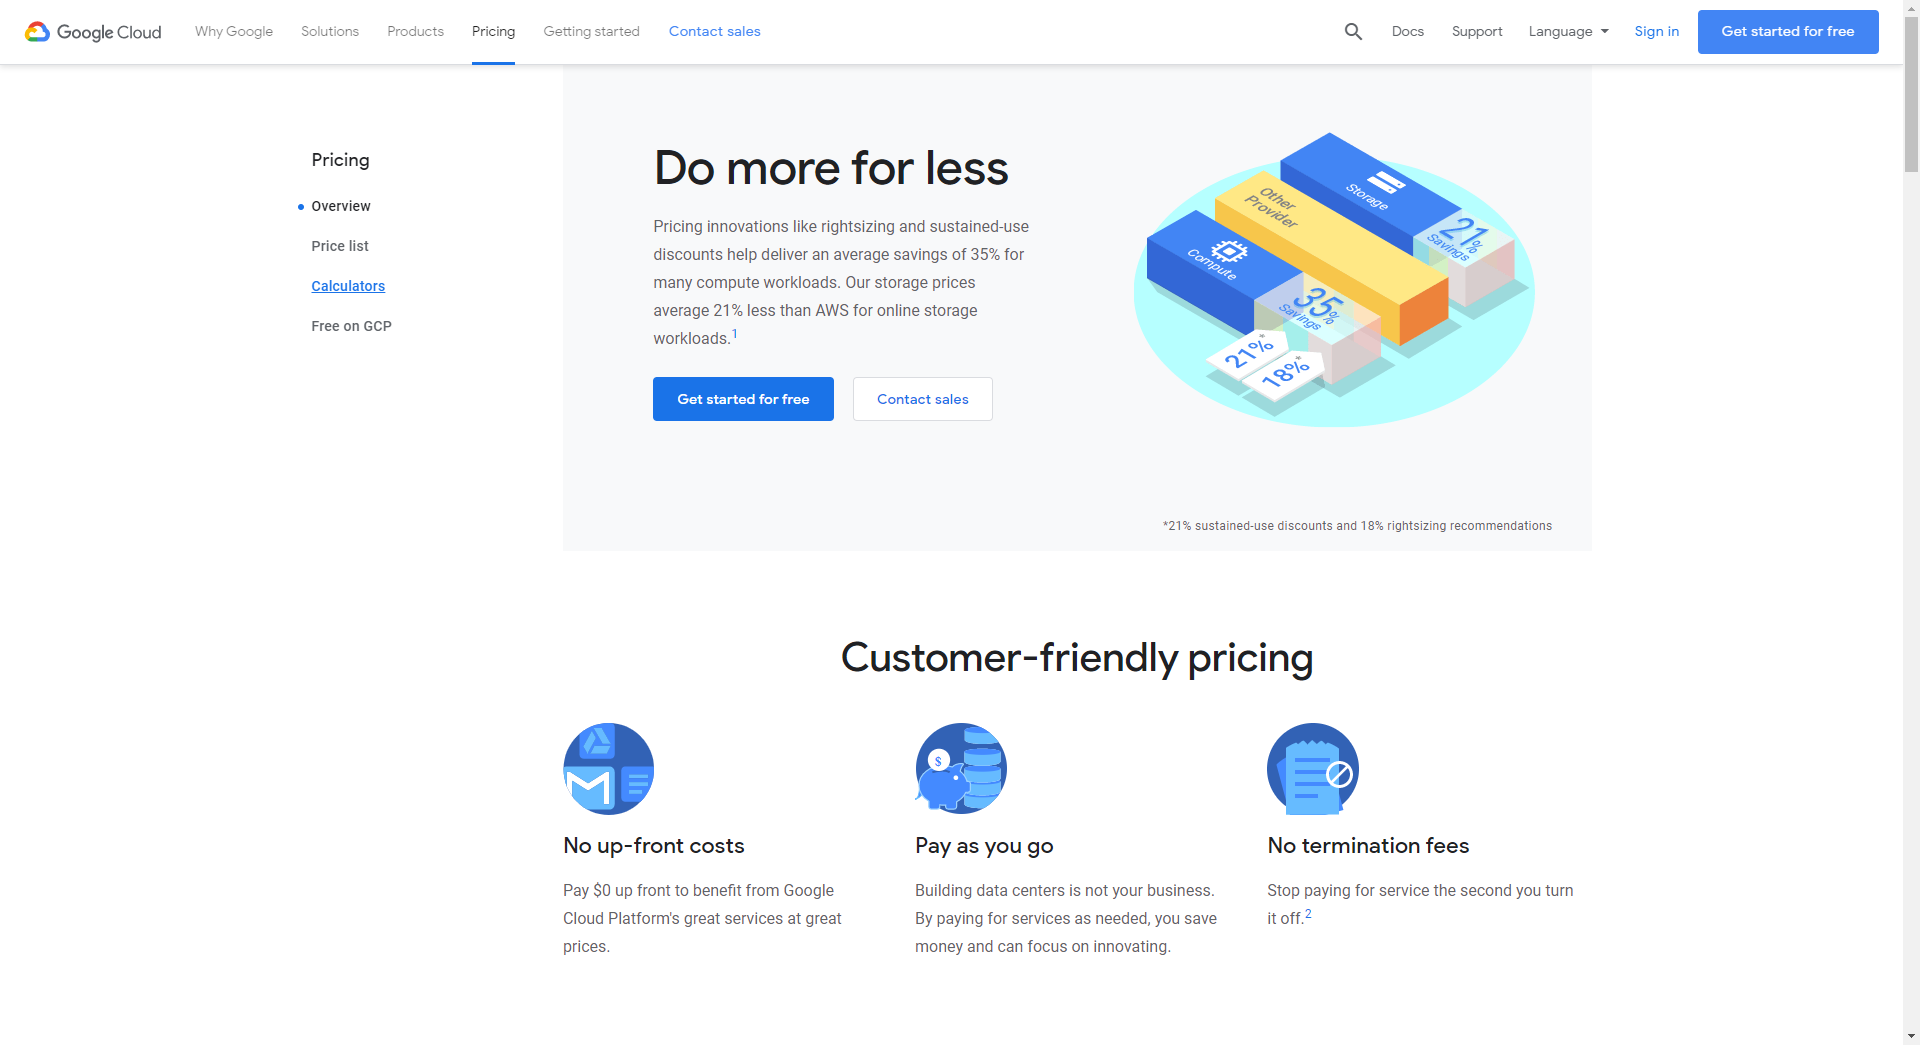 Google Cloud
Why Google
Solutions
Products
Pricing
Getting started
Contact sales
Docs
Support
Language
Sign in
Get started for free
Pricing
Overview
Price list
Calculators
Free on GCP
Do more for less
Pricing innovations like rightsizing and sustained-use
discounts help deliver an average savings of 35% for
many compute workloads. Our storage prices
average 21% less than AWS for online storage
workloads.1
Get started for free
Contact sales
Storage
21%
Savings
Other
Provider
Compute
35%
Savings
21%*
18%*
*21% sustained-use discounts and 18% rightsizing recommendations
Customer-friendly pricing
$
No up-front costs
Pay $0 up front to benefit from Google
Cloud Platform's great services at great
prices.
Pay as you go
Building data centers is not your business.
By paying for services as needed, you save
money and can focus on innovating.
No termination fees
Stop paying for service the second you turn
it off.2